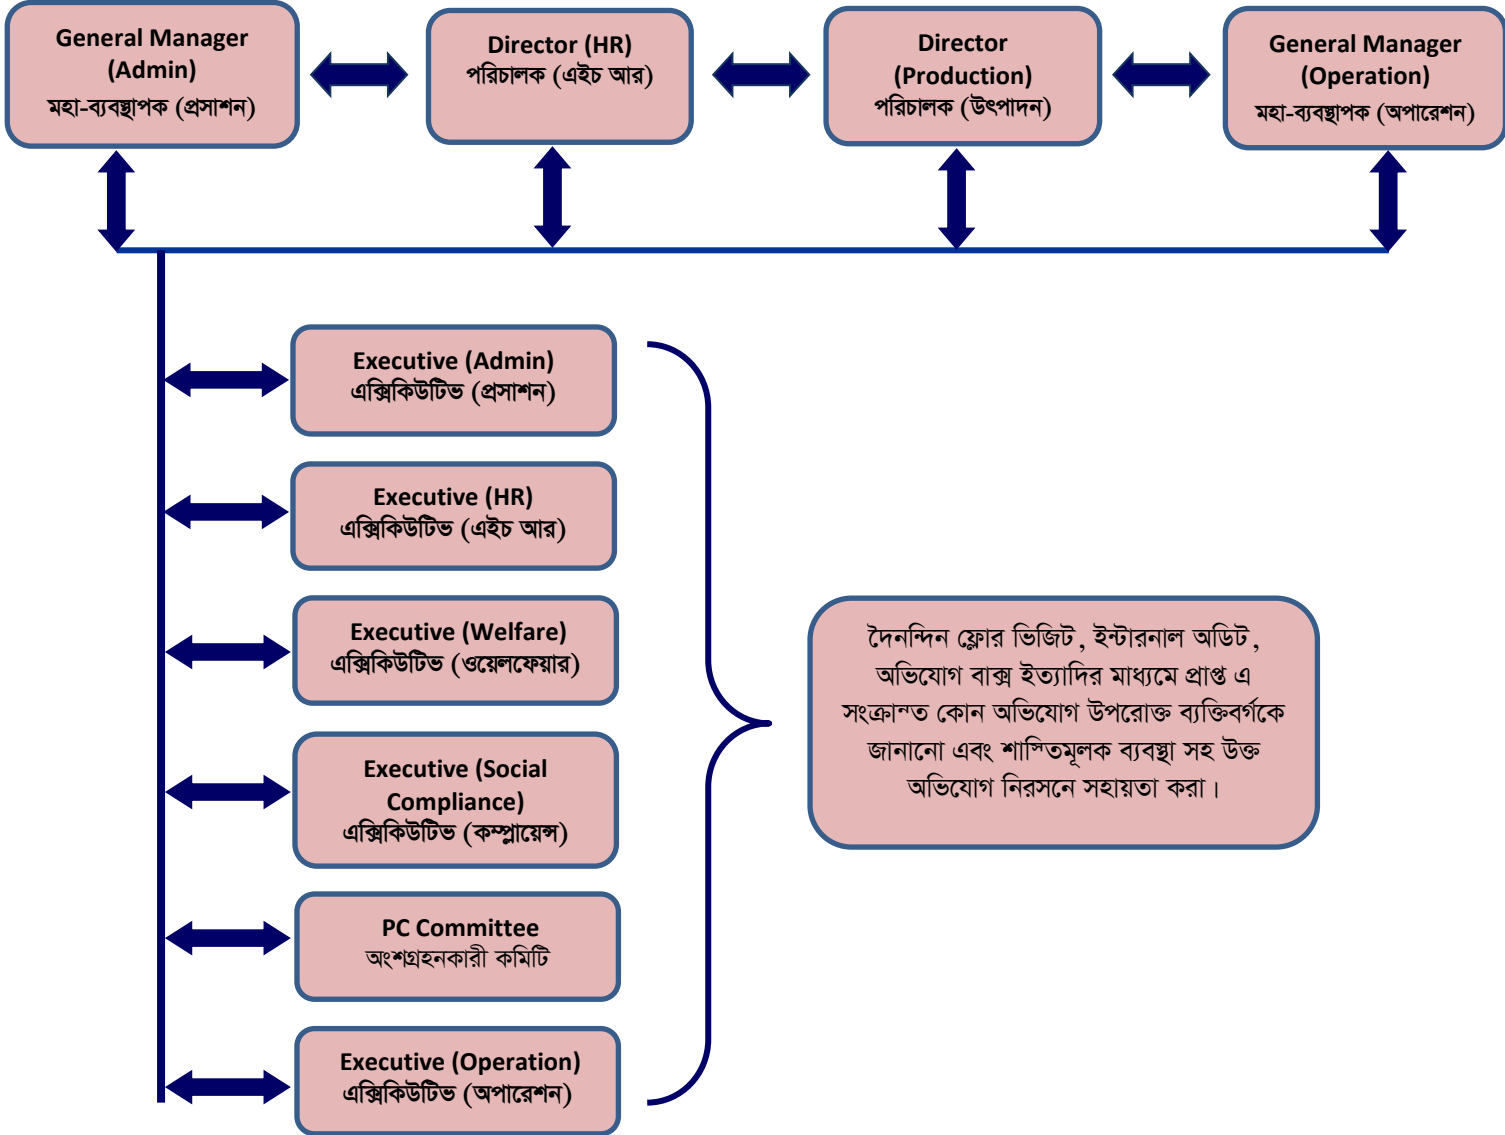 General Manager
(Admin)
মহা-ব্যবস্থাপক (প্রসাশন)
Director (HR)
পরিচালক (এইচ আর)
Director
(Production)
পরিচালক (উৎপাদন)
General Manager
(Operation)
মহা-ব্যবস্থাপক (অপারেশন)
Executive (Admin)
এক্সিকিউটিভ (প্রসাশন)
Executive (HR)
এক্সিকিউটিভ (এইচ আর)
Executive (Welfare)
এক্সিকিউটিভ (ওয়েলফেয়ার)
Executive (Social
Compliance)
এক্সিকিউটিভ (কম্প্লায়েন্স)
PC Committee
অংশগ্রহনকারী কমিটি
Executive (Operation)
এক্সিকিউটিভ (অপারেশন)
দৈনন্দিন ফ্লোর ভিজিট, ইন্টারনাল অডিট,
অভিযোগ বাক্স ইত্যাদির মাধ্যমে প্রাপ্ত এ
সংক্রান্ত কোন অভিযোগ উপরোক্ত ব্যক্তিবর্গকে
জানানো এবং শাস্তিমূলক ব্যবস্থা সহ উক্ত
অভিযোগ নিরসনে সহায়তা করা।